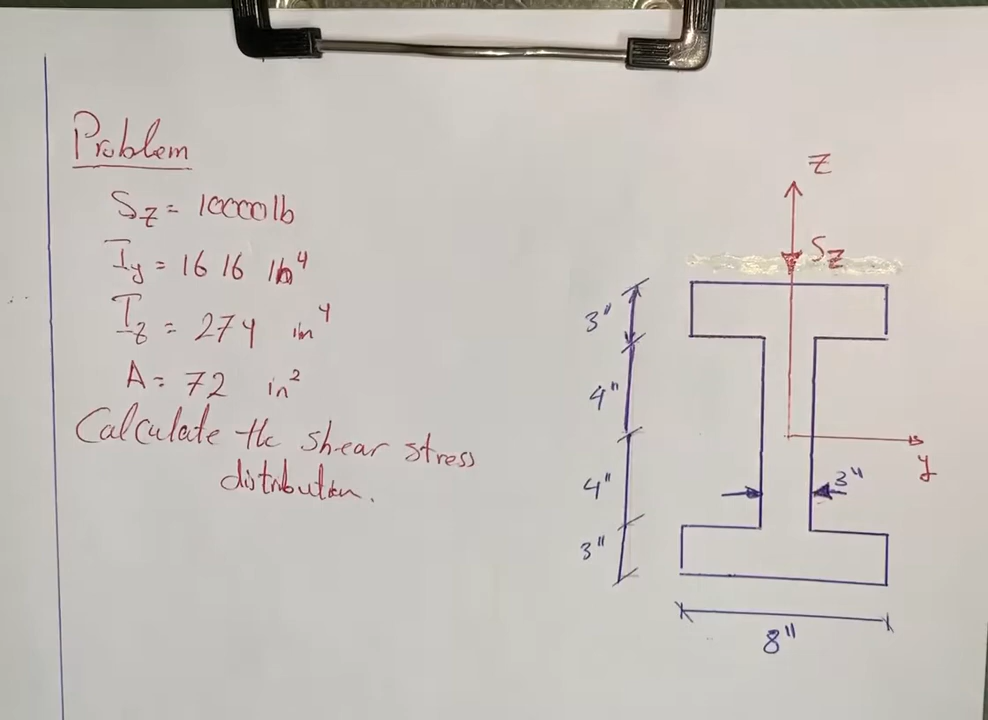 Problem
Sz = 10000 lb
Iy = 1616 lb⁴
Iz = 274 in⁴
A = 72 in²
Calculate the shear stress
distribution.
z
Sz
3"
4"
4"
3"
3"
y
8"